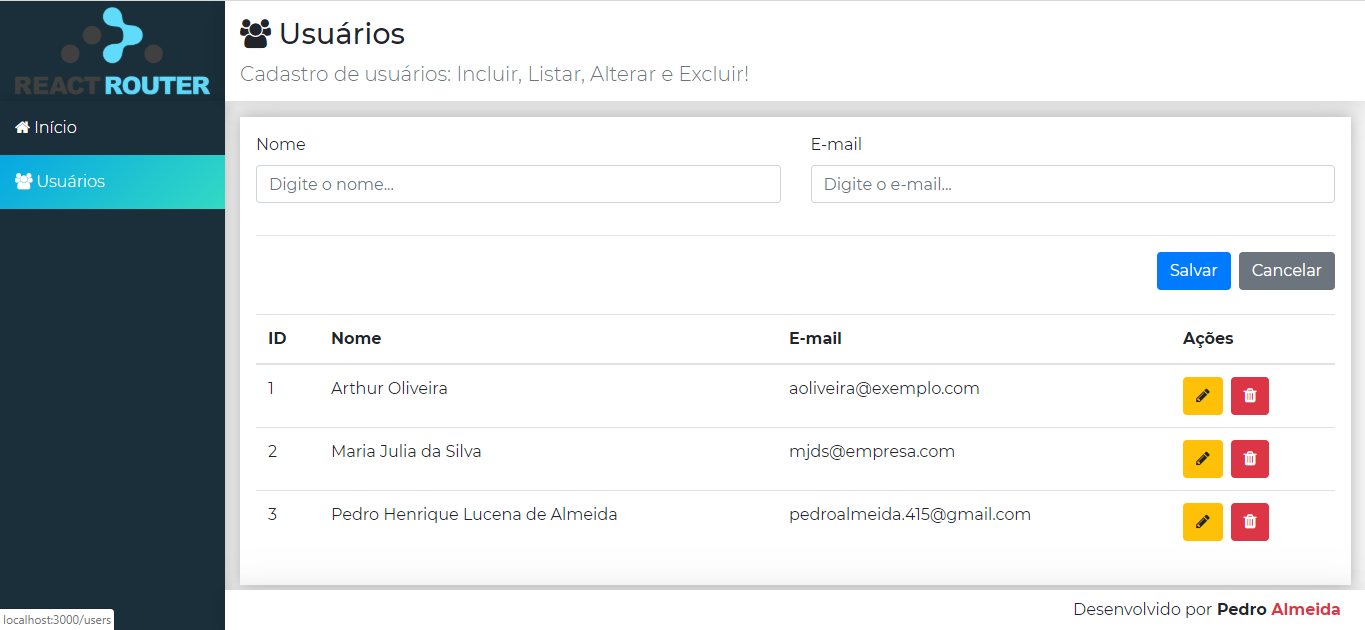 REACT ROUTER
Início
Usuários
Usuários
Cadastro de usuários: Incluir, Listar, Alterar e Excluir!
Nome E-mail
Digite o nome... Digite o e-mail...
Salvar Cancelar
ID Nome E-mail Ações
1 Arthur Oliveira aoliveira@exemplo.com
2 Maria Julia da Silva mjds@empresa.com
3 Pedro Henrique Lucena de Almeida pedroalmeida.415@gmail.com
Desenvolvido por Pedro Almeida
localhost:3000/users